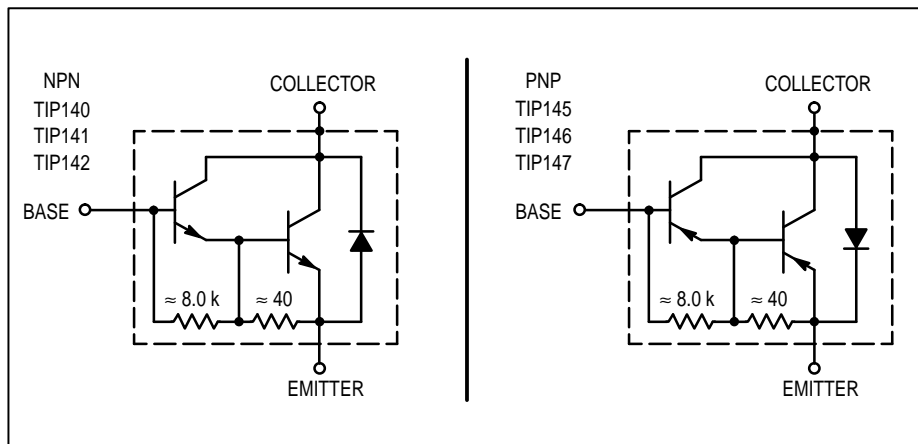 NPN
TIP140
TIP141
TIP142
COLLECTOR
BASE
≈ 8.0 k
≈ 40
EMITTER
PNP
TIP145
TIP146
TIP147
COLLECTOR
BASE
≈ 8.0 k
≈ 40
EMITTER